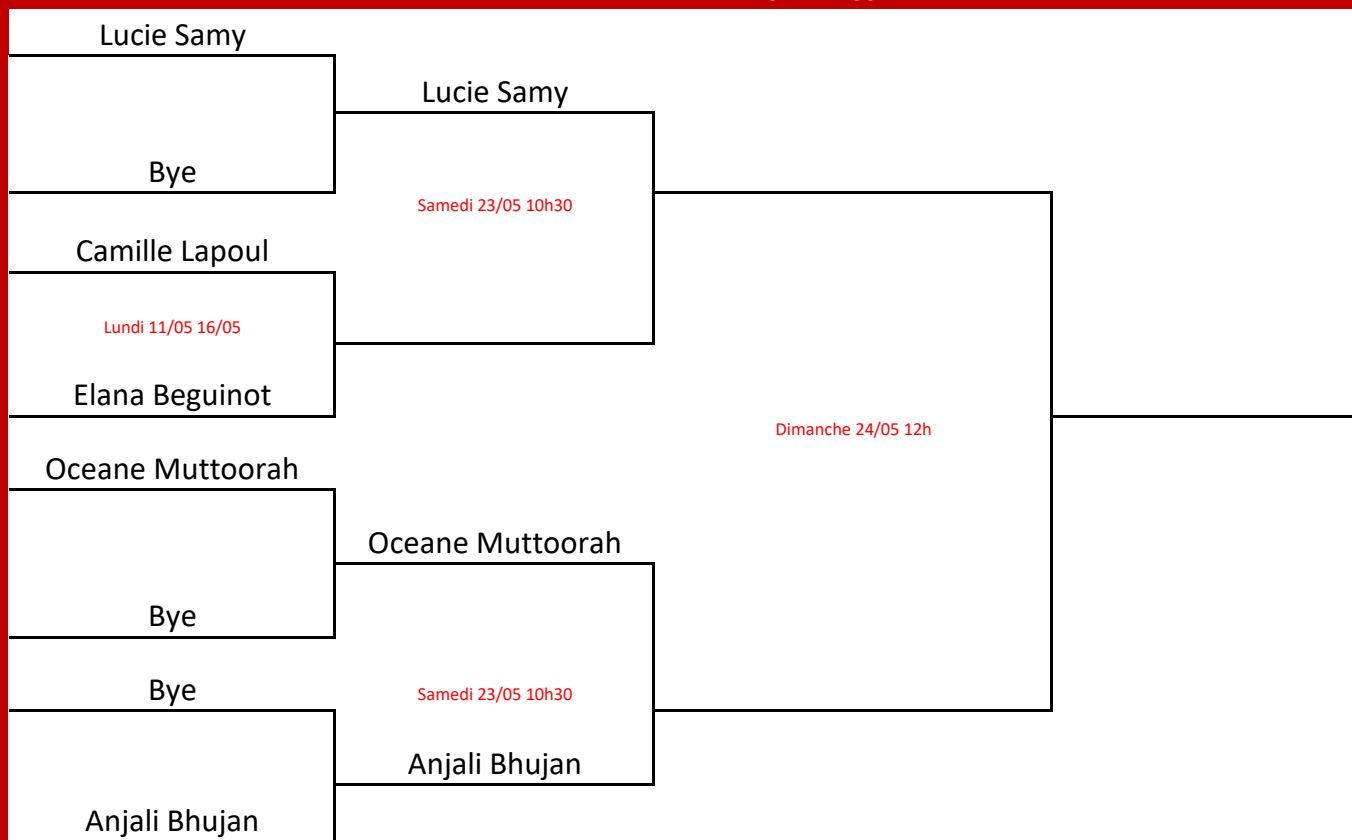 Lucie Samy
Lucie Samy
Bye
Samedi 23/05 10h30
Camille Lapoul
Lundi 11/05 16/05
Elana Beguinot
Dimanche 24/05 12h
Oceane Muttoorah
Oceane Muttoorah
Bye
Bye
Samedi 23/05 10h30
Anjali Bhujan
Anjali Bhujan